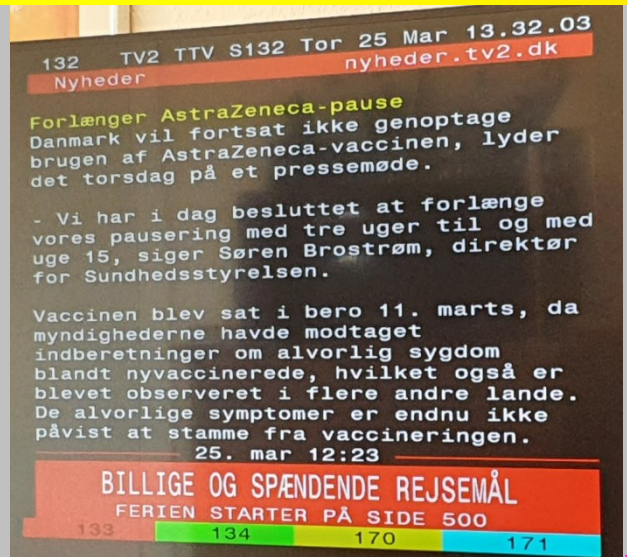 132 TV2 TTV S132 Tor 25 Mar 13.32.03
Nyheder nyheder.tv2.dk
Forlænger AstraZeneca-pause
Danmark vil fortsat ikke genoptage
brugen af AstraZeneca-vaccinen, lyder
det torsdag på et pressemøde.
- Vi har i dag besluttet at forlænge
vores pausering med tre uger til og med
uge 15, siger Søren Brostrøm, direktør
for Sundhedsstyrelsen.
Vaccinen blev sat i bero 11. marts, da
myndighederne havde modtaget
indberetninger om alvorlig sygdom
blandt nyvaccinerede, hvilket også er
blevet observeret i flere andre lande.
De alvorlige symptomer er endnu ikke
påvist at stamme fra vaccineringen.
25. mar 12:23
BILLIGE OG SPÆNDENDE REJSEMÅL
FERIEN STARTER PÅ SIDE 500
133 134 170 171